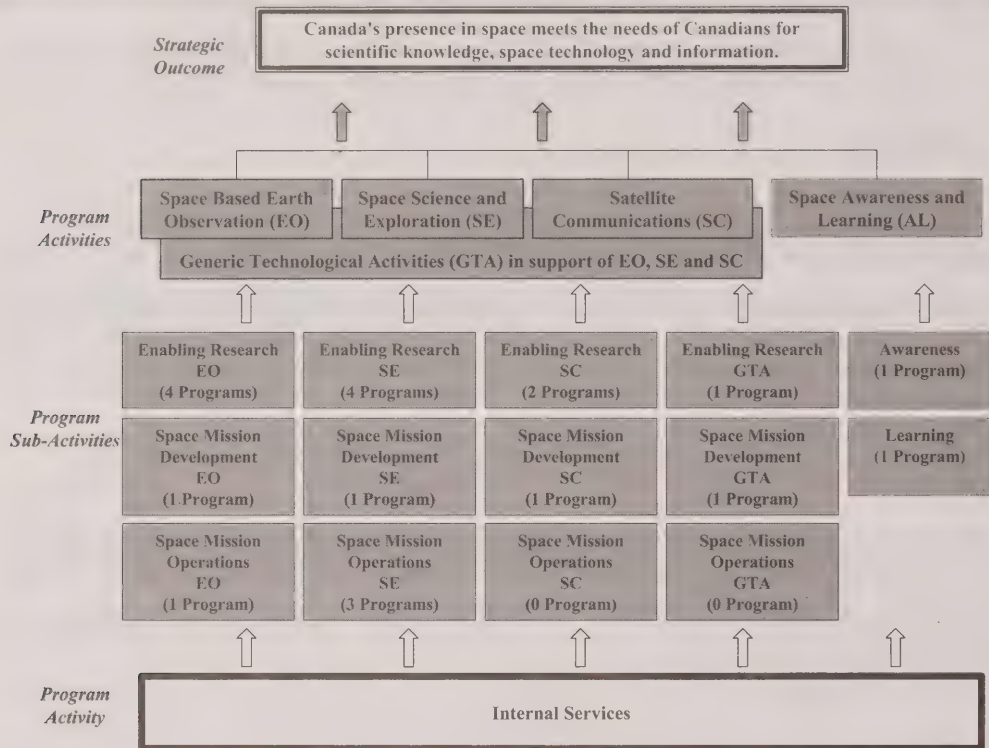 Strategic
Outcome
Canada's presence in space meets the needs of Canadians for
scientific knowledge, space technology and information.
Program
Activities
Space Based Earth
Observation (EO)
Space Science and
Exploration (SE)
Satellite
Communications (SC)
Space Awareness and
Learning (AL)
Generic Technological Activities (GTA) in support of EO, SE and SC
Program
Sub-Activities
Enabling Research
EO
(4 Programs)
Enabling Research
SE
(4 Programs)
Enabling Research
SC
(2 Programs)
Enabling Research
GTA
(1 Program)
Awareness
(1 Program)
Space Mission
Development
EO
(1 Program)
Space Mission
Development
SE
(1 Program)
Space Mission
Development
SC
(1 Program)
Space Mission
Development
GTA
(1 Program)
Learning
(1 Program)
Space Mission
Operations
EO
(1 Program)
Space Mission
Operations
SE
(3 Programs)
Space Mission
Operations
SC
(0 Program)
Space Mission
Operations
GTA
(0 Program)
Program
Activity
Internal Services